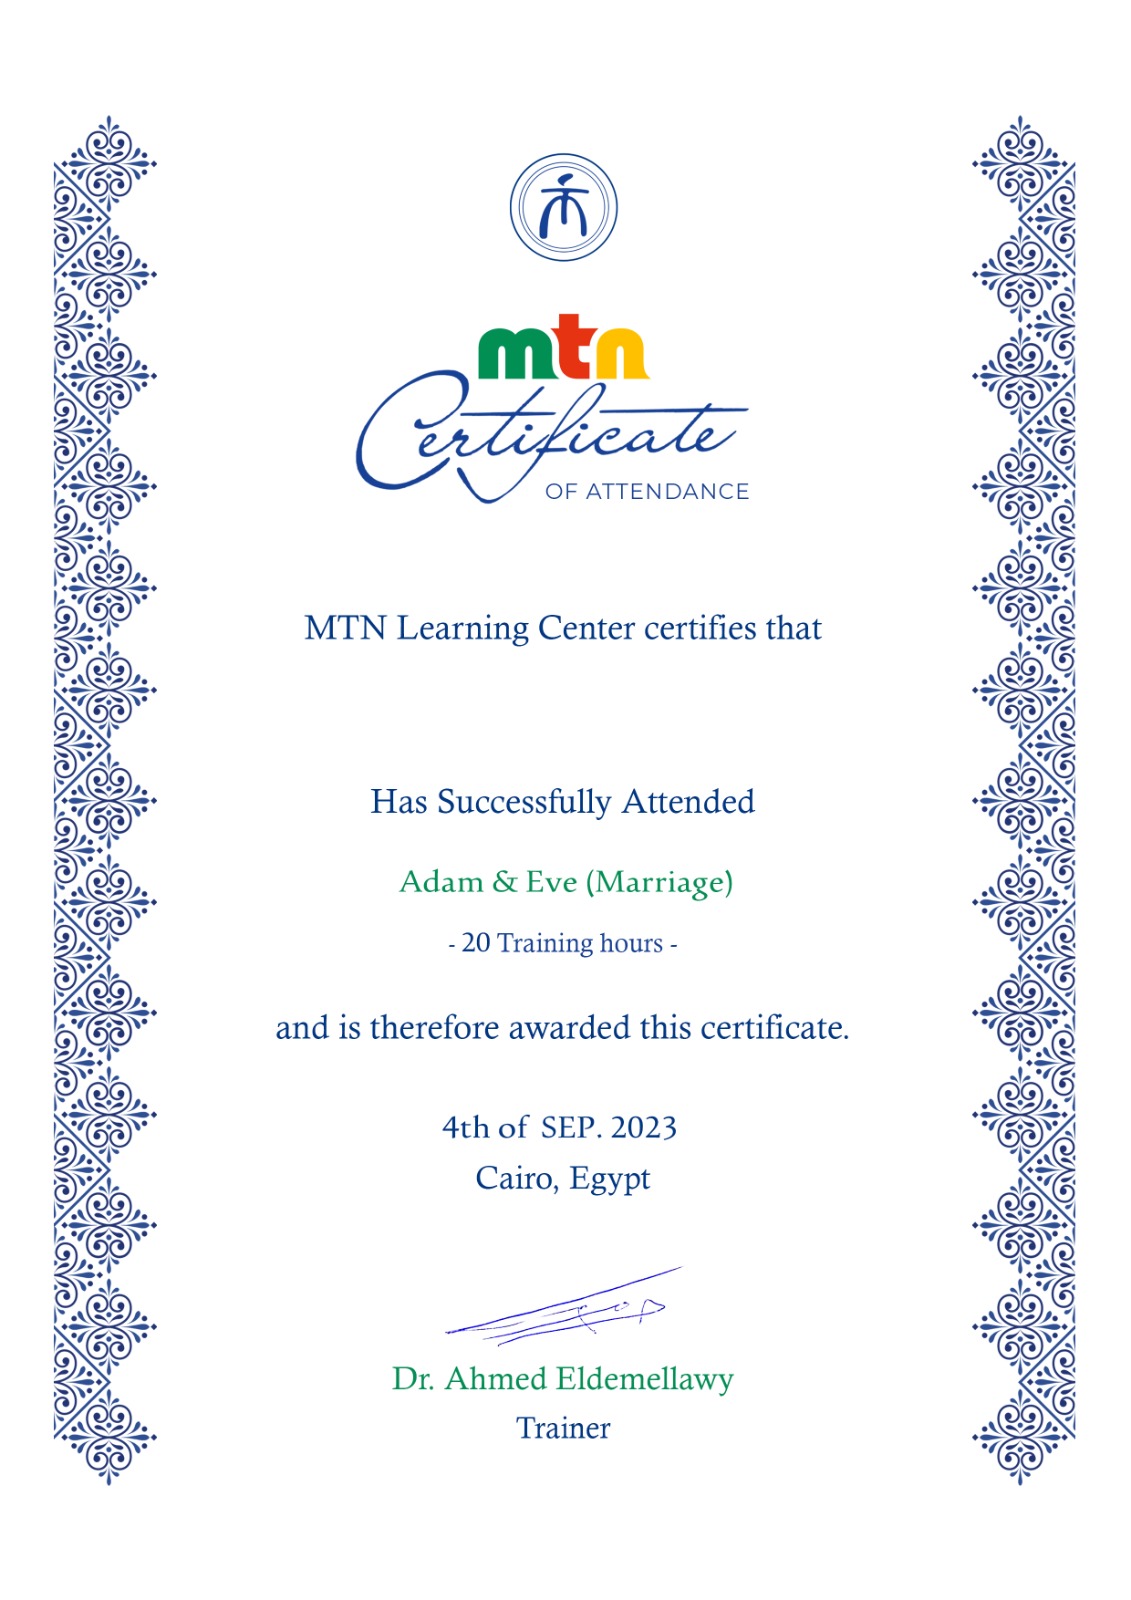 mtn
Certificate
OF ATTENDANCE
MTN Learning Center certifies that
Has Successfully Attended
Adam & Eve (Marriage)
- 20 Training hours -
and is therefore awarded this certificate.
4th of SEP. 2023
Cairo, Egypt
Dr. Ahmed Eldemellawy
Trainer